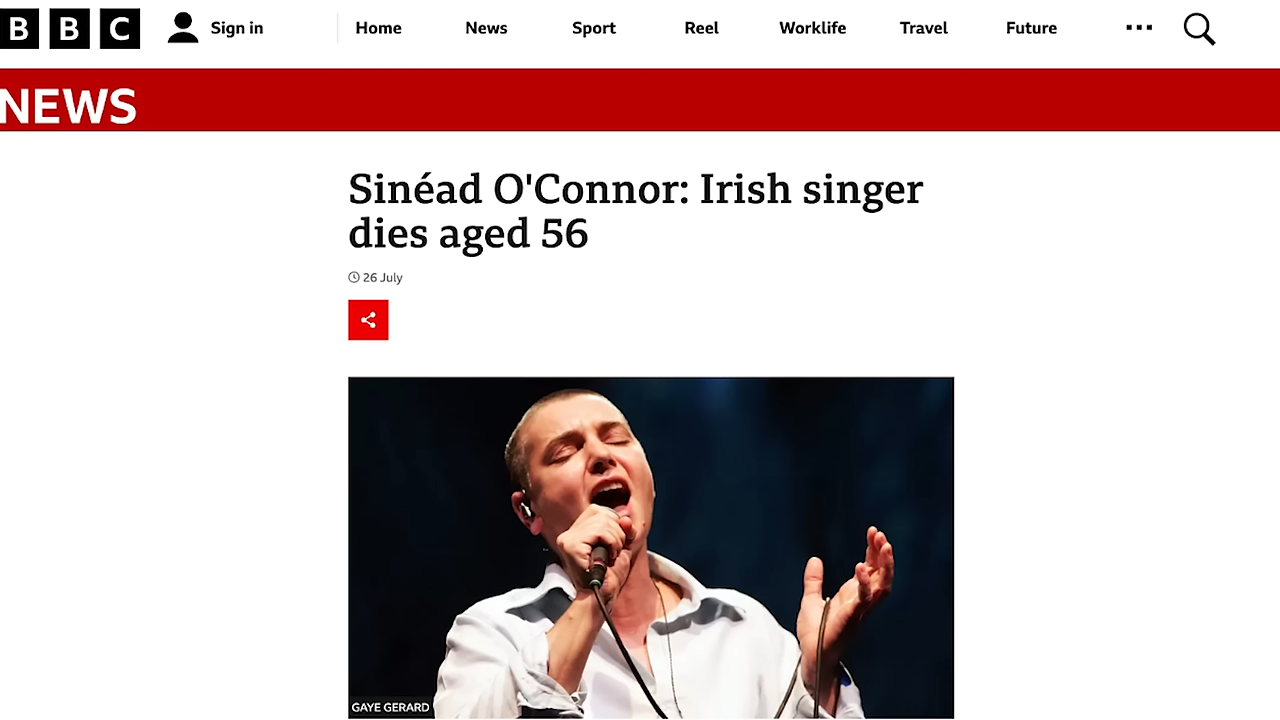 BBC
Sign in
Home
News
Sport
Reel
Worklife
Travel
Future
NEWS
Sinéad O'Connor: Irish singer
dies aged 56
26 July
GAYE GERARD